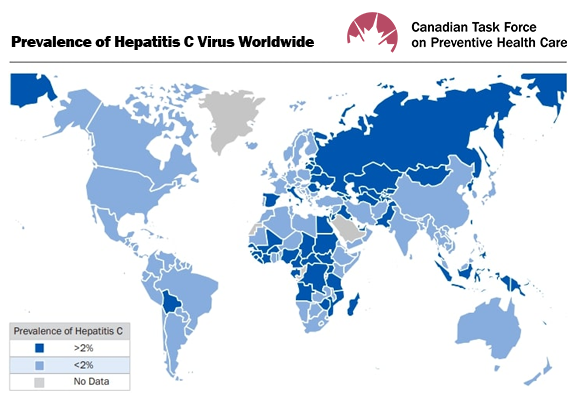 Prevalence of Hepatitis C Virus Worldwide
Canadian Task Force
on Preventive Health Care
Prevalence of Hepatitis C
>2%
<2%
No Data